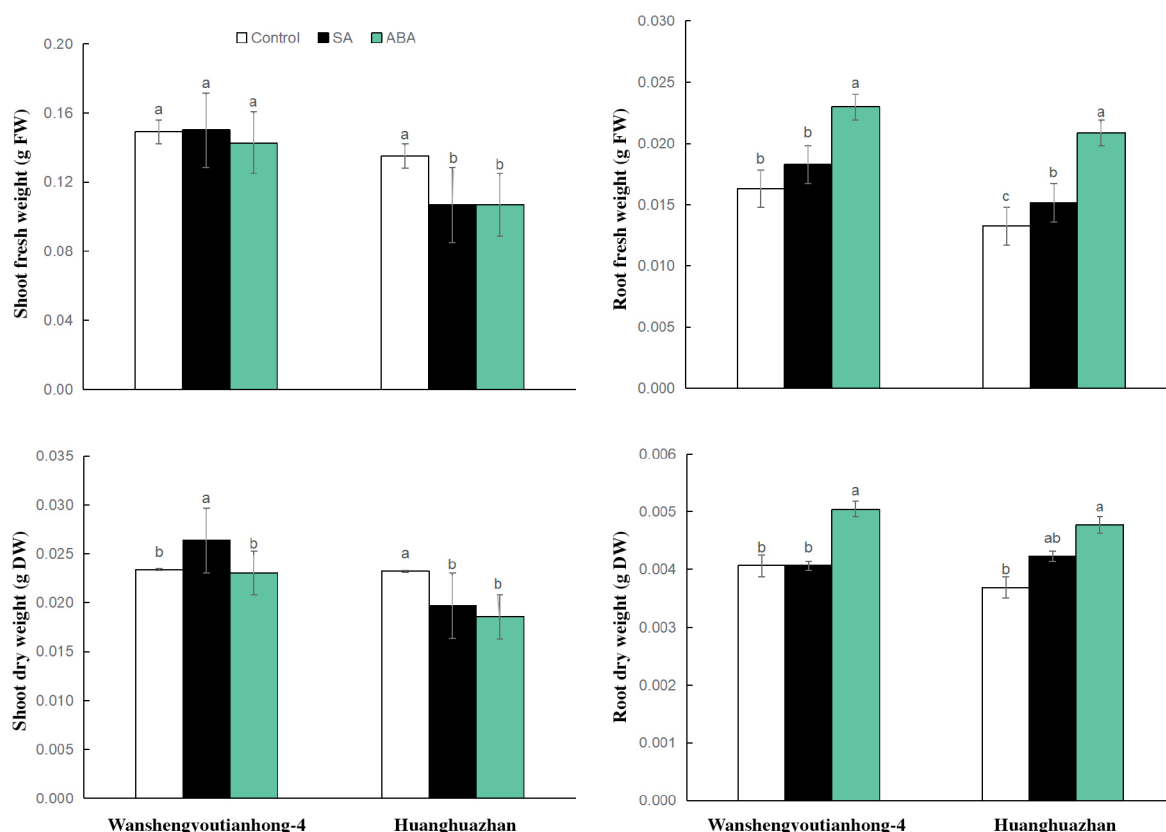 Control SA ABA
Shoot fresh weight (g FW)
0.20
0.16
0.12
0.08
0.04
0.00
a a a
a b b
Root fresh weight (g FW)
0.030
0.025
0.020
0.015
0.010
0.005
0.000
b b a
c b a
Shoot dry weight (g DW)
0.035
0.030
0.025
0.020
0.015
0.010
0.005
0.000
b a b
a b b
Wanshengyoutianhong-4 Huanghuazhan
Root dry weight (g DW)
0.006
0.005
0.004
0.003
0.002
0.001
0.000
b b a
b ab a
Wanshengyoutianhong-4 Huanghuazhan